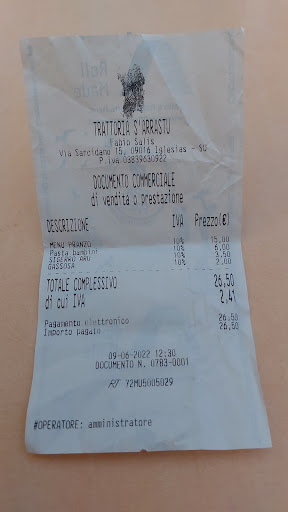 TRATTORIA S'ARRASTU
Fabio Salis
Via Sarcidano 15, 09016 Iglesias - SU
P.iva 03839630922
DOCUMENTO COMMERCIALE
di vendita o prestazione
DESCRIZIONE IVA Prezzo(€)
MENU PRANZO 10% 15,00
Pasta bambini 10% 6,00
10% 3,50
GASSOSA 10% 2,00
TOTALE COMPLESSIVO 26,50
di cui IVA 2,41
Pagamento elettronico 26,50
Importo pagato 26,50
09-06-2022 12:30
DOCUMENTO N. 0783-0001
RT 72MU5005029
#OPERATORE: amministratore